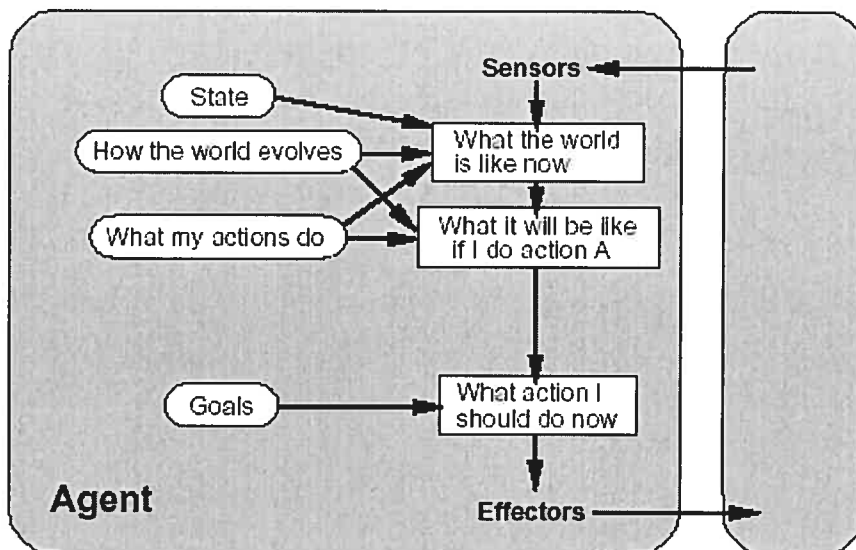 Sensors
State
What the world
is like now
How the world evolves
What my actions do
What it will be like
if I do action A
Goals
What action I
should do now
Agent
Effectors